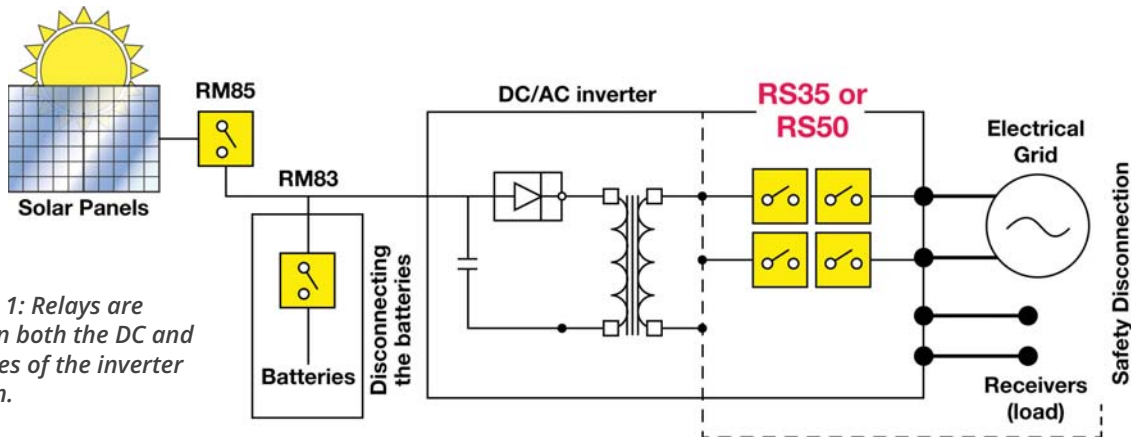 RM85
Solar Panels
RM83
Batteries
Disconnecting
the batteries
DC/AC inverter
RS35 or
RS50
Electrical
Grid
Receivers
(load)
Safety Disconnection
1: Relays are
n both the DC and
es of the inverter
n.